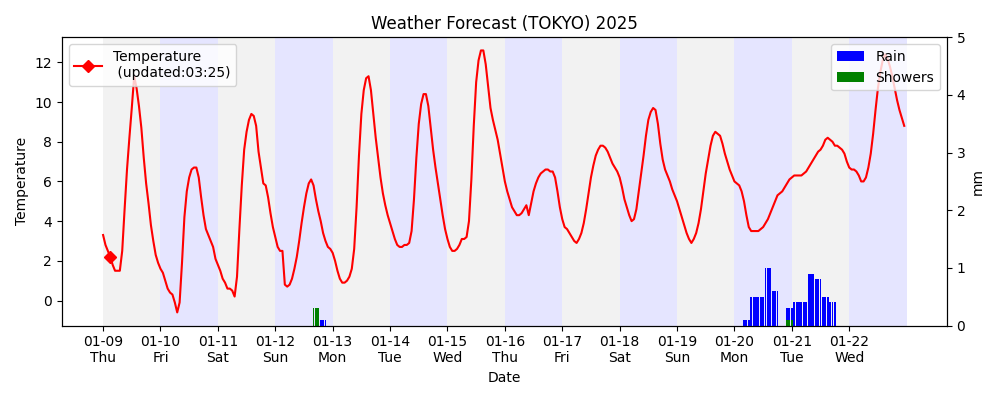 Weather Forecast (TOKYO) 2025
Temperature
(updated:03:25)
Rain
Showers
Temperature
12
10
8
6
4
2
0
5
4
3
2
1
0
mm
01-09 01-10 01-11 01-12 01-13 01-14 01-15 01-16 01-17 01-18 01-19 01-20 01-21 01-22
Thu Fri Sat Sun Mon Tue Wed Thu Fri Sat Sun Mon Tue Wed
Date